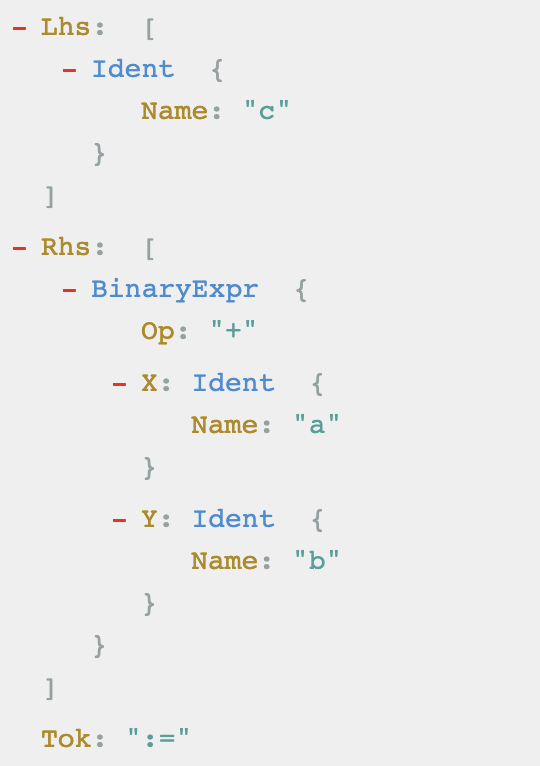 - Lhs: [
- Ident {
Name: "c"
}
]
- Rhs: [
- BinaryExpr {
Op: "+"
- X: Ident {
Name: "a"
}
- Y: Ident {
Name: "b"
}
}
]
Tok: ":="